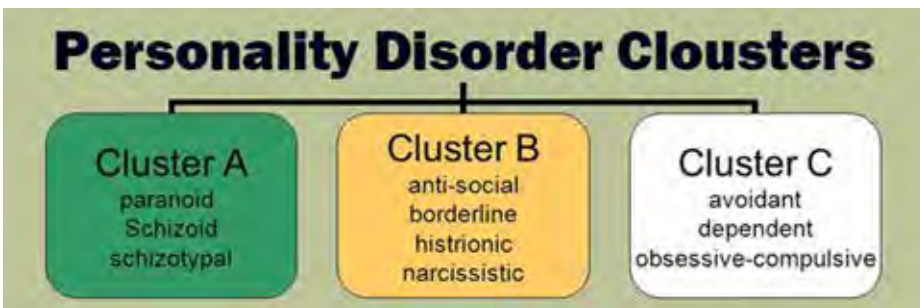 Personality Disorder Clousters
Cluster A
paranoid
Schizoid
schizotypal
Cluster B
anti-social
borderline
histrionic
narcissistic
Cluster C
avoidant
dependent
obsessive-compulsive